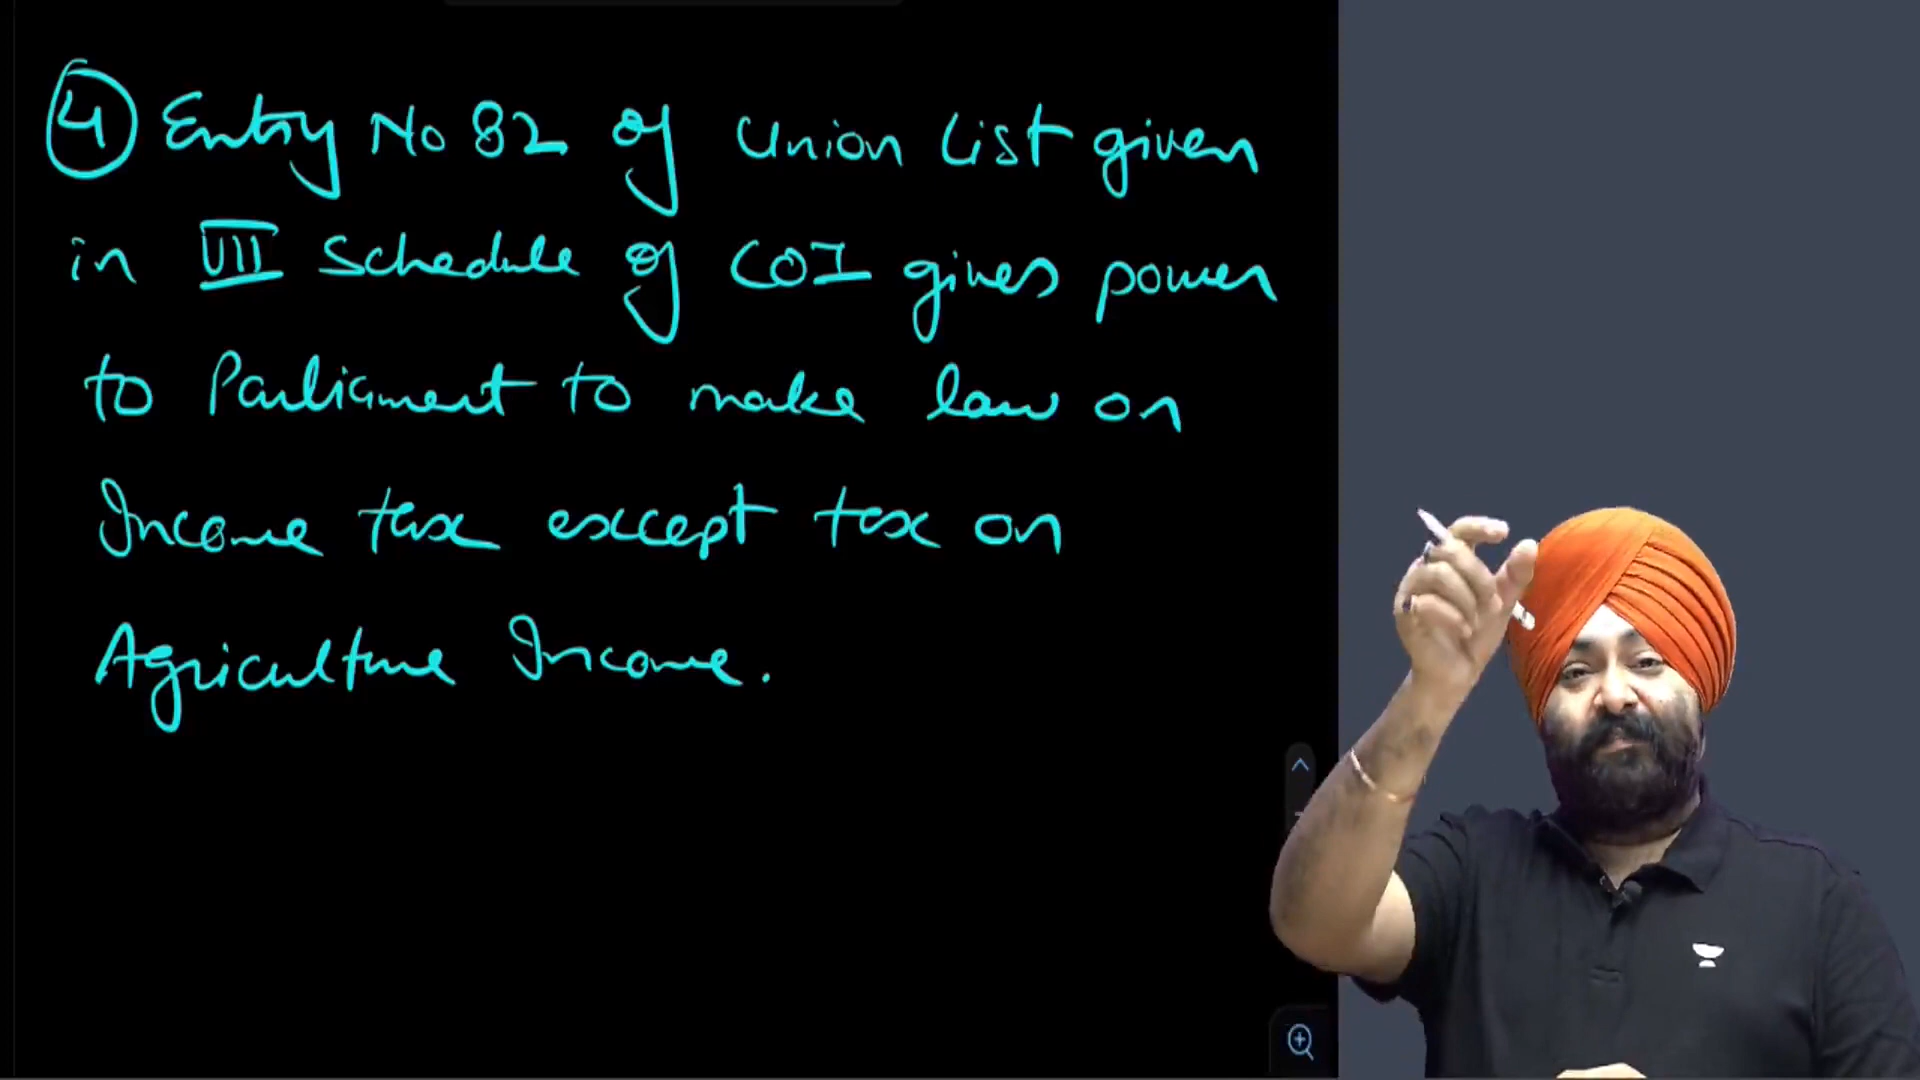 4 Entry No 82 of Union List given
in VII Schedule of COI gives power
to Parliament to make law on
Income tax except tax on
Agriculture Income.